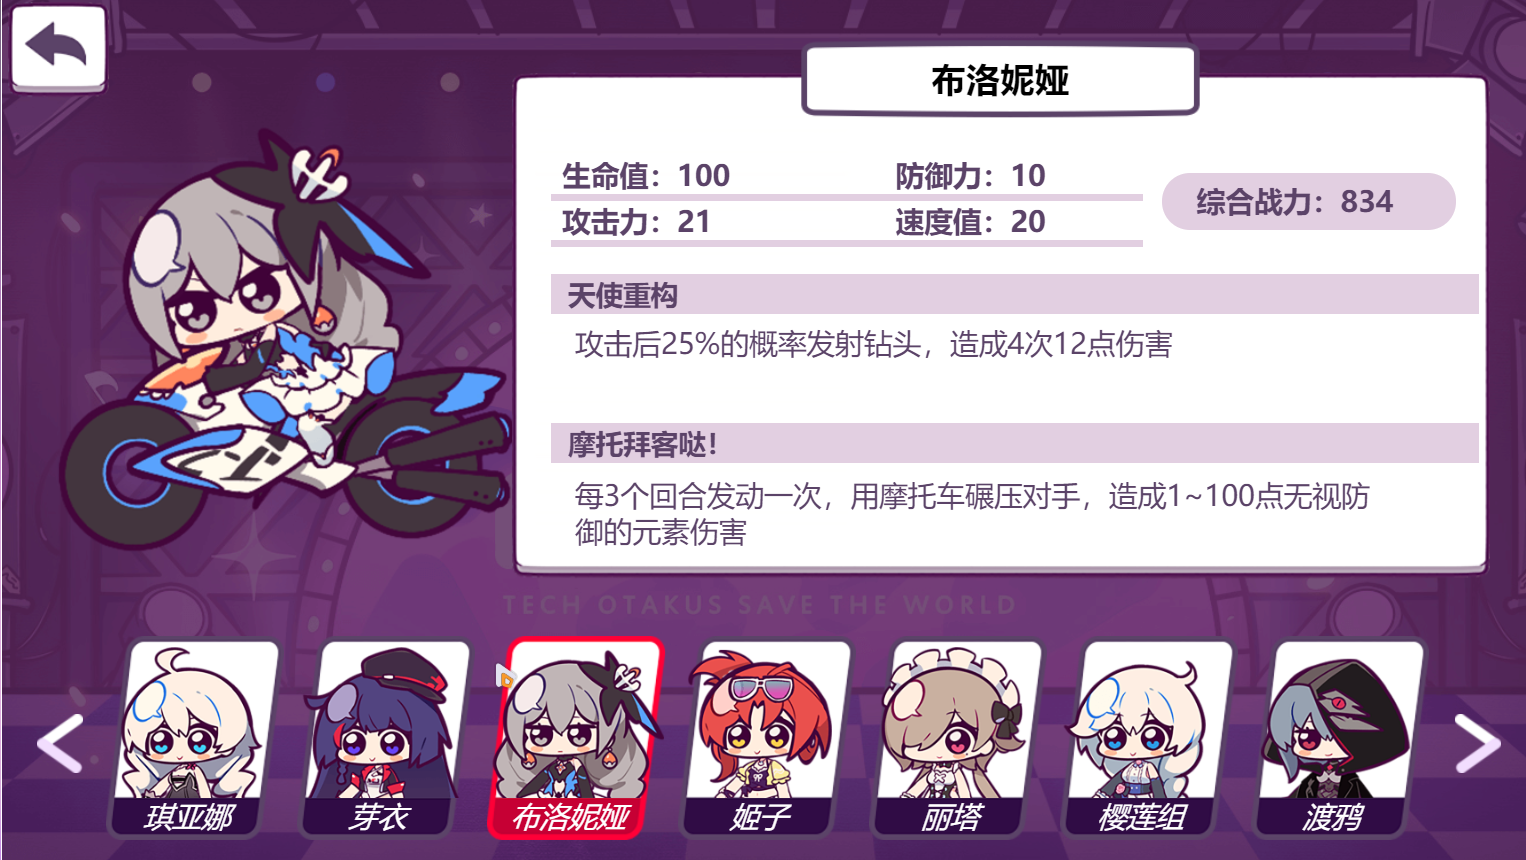 布洛妮娅
生命值：100
防御力：10
攻击力：21
速度值：20
综合战力：834
天使重构
攻击后25%的概率发射钻头，造成4次12点伤害
摩托拜客哒！
每3个回合发动一次，用摩托车碾压对手，造成1~100点无视防
御的元素伤害
TECH OTAKUS SAVE THE WORLD
琪亚娜
芽衣
布洛妮娅
姬子
丽塔
樱莲组
渡鸦